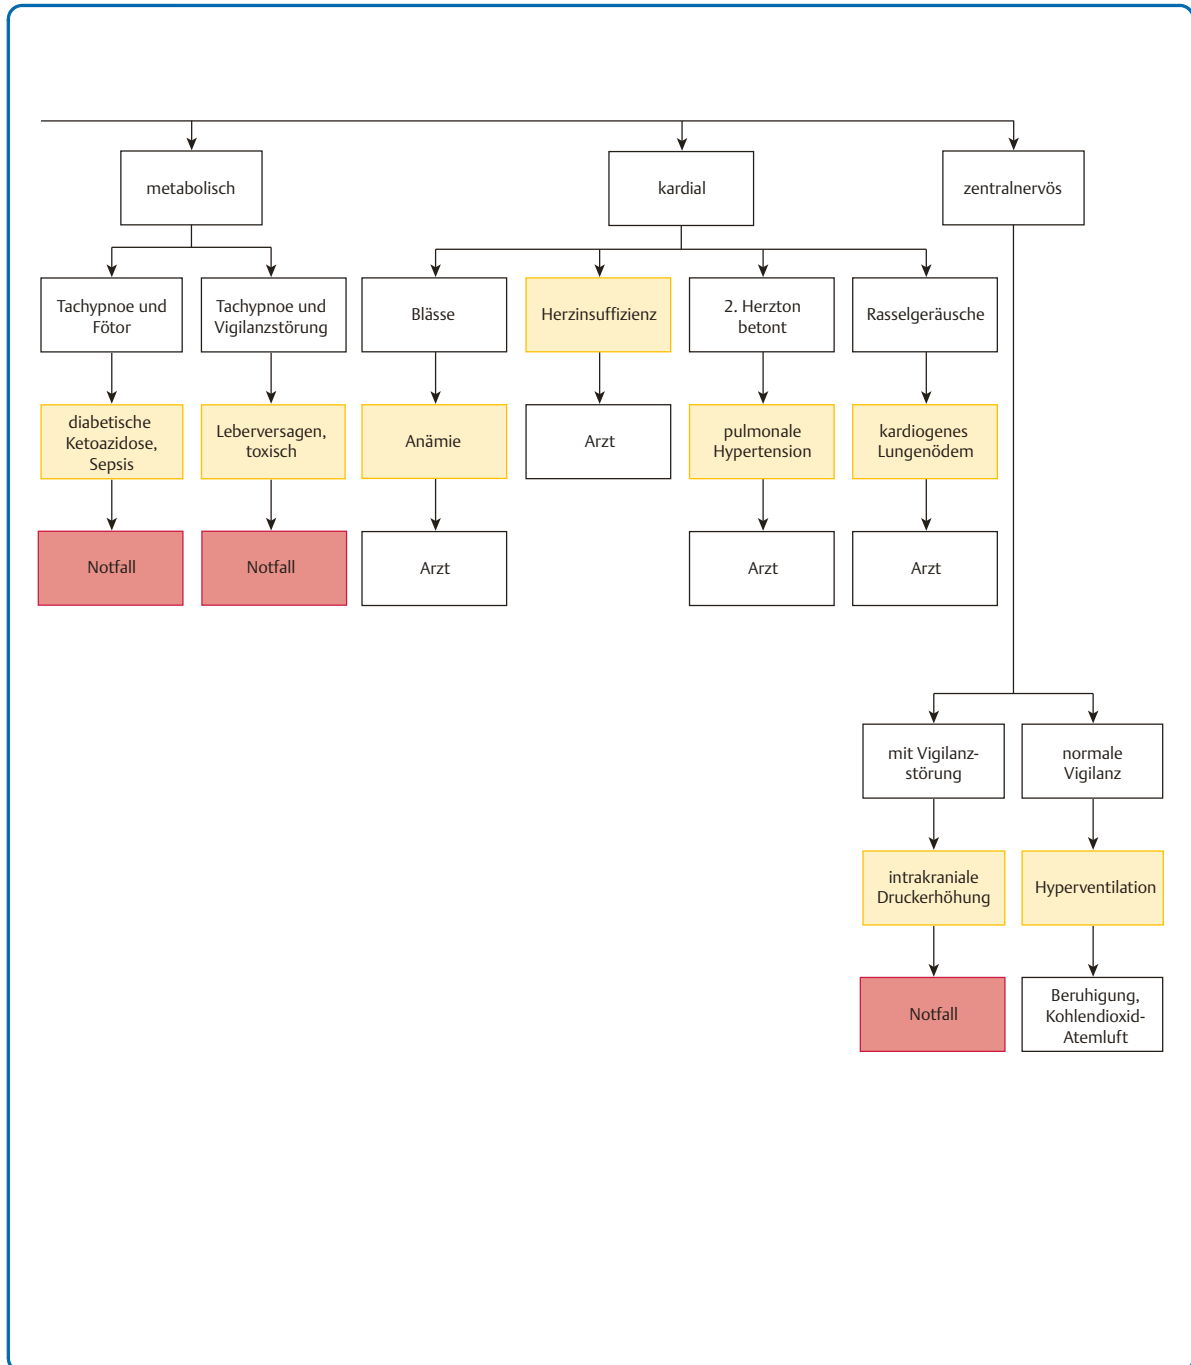 metabolisch
kardial
zentralnervös
Tachypnoe und
Fötor
Tachypnoe und
Vigilanzstörung
Blässe
Herzinsuffizienz
2. Herzton
betont
Rasselgeräusche
diabetische
Ketoazidose,
Sepsis
Leberversagen,
toxisch
Anämie
Arzt
pulmonale
Hypertension
kardiogenes
Lungenödem
Notfall
Notfall
Arzt
Arzt
Arzt
mit Vigilanz-
störung
normale
Vigilanz
intrakraniale
Druckerhöhung
Hyperventilation
Notfall
Beruhigung,
Kohlendioxid-
Atemluft